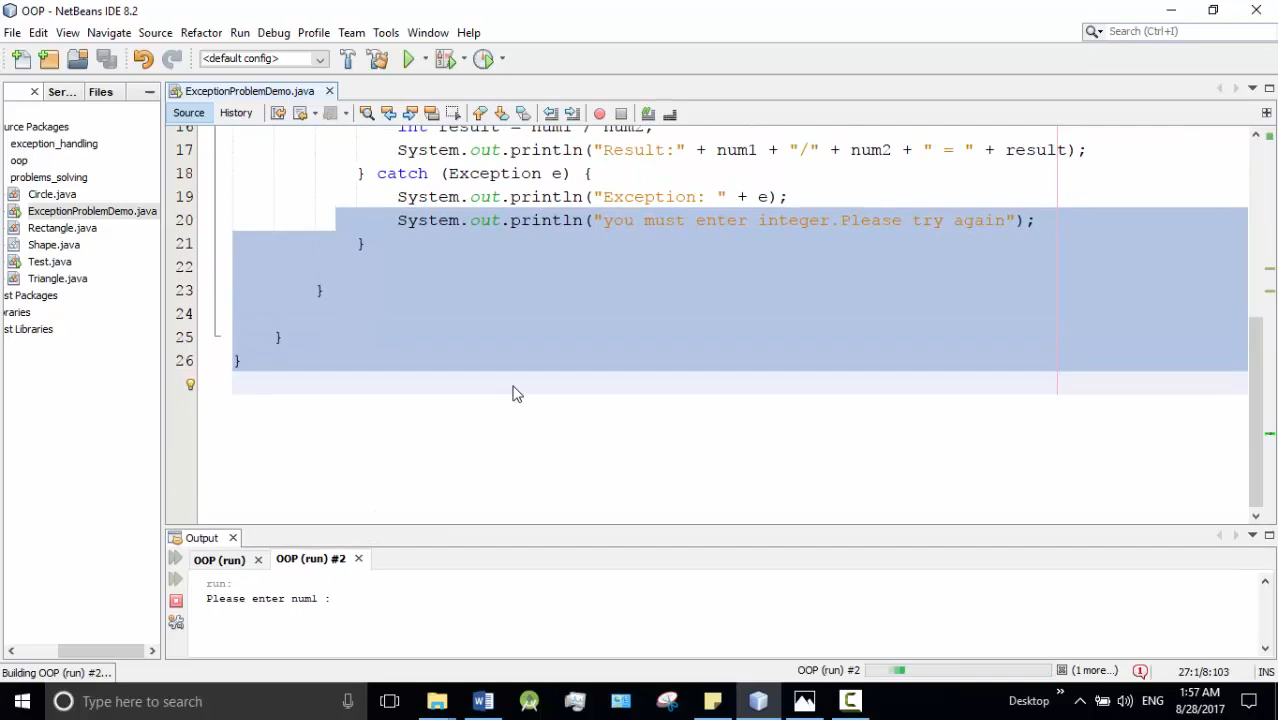 OOP - NetBeans IDE 8.2
File Edit View Navigate Source Refactor Run Debug Profile Team Tools Window Help
Search (Ctrl+I)
<default config>
Ser... Files
ExceptionProblemDemo.java
Source History
urce Packages
exception_handling
oop
problems_solving
Circle.java
ExceptionProblemDemo.java
Rectangle.java
Shape.java
Test.java
Triangle.java
st Packages
raries
st Libraries
16 int result = num1 / num2;
17 System.out.println("Result:" + num1 + "/" + num2 + " = " + result);
18 } catch (Exception e) {
19 System.out.println("Exception: " + e);
20 System.out.println("you must enter integer.Please try again");
21 }
22
23 }
24
25 }
26 }
Output
OOP (run) OOP (run) #2
run:
Please enter num1 :
Building OOP (run) #2...
OOP (run) #2 (1 more...) 1 27:1/8:103 INS
Type here to search
Desktop
ENG
1:57 AM
8/28/2017